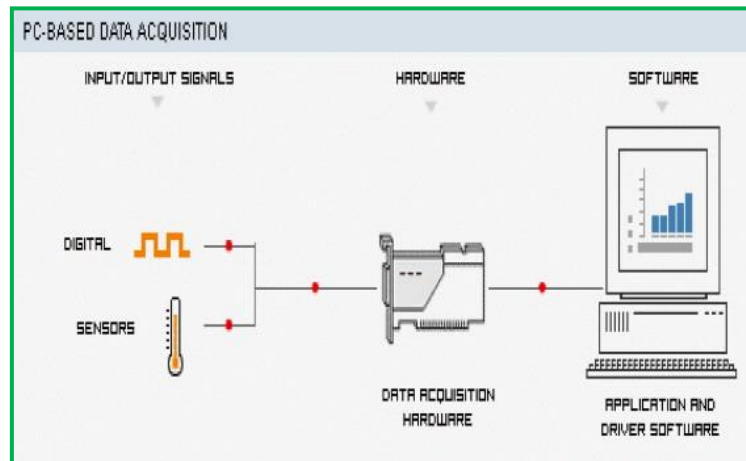 PC-BASED DATA ACQUISITION
INPUT/OUTPUT SIGNALS
HARDWARE
SOFTWARE
DIGITAL
SENSORS
DATA ACQUISITION
HARDWARE
APPLICATION AND
DRIVER SOFTWARE